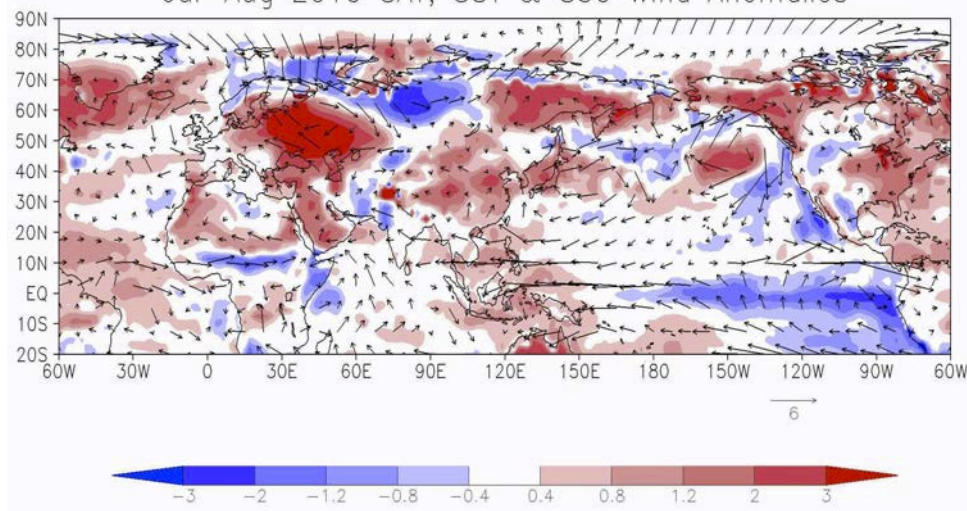 Aug 2010 SAT, SST & 850 Wind Anomalies
90N
80N
70N
60N
50N
40N
30N
20N
10N
EQ
10S
20S
60W 30W 0 30E 60E 90E 120E 150E 180 150W 120W 90W 60W
6
-3 -2 -1.2 -0.8 -0.4 0.4 0.8 1.2 2 3